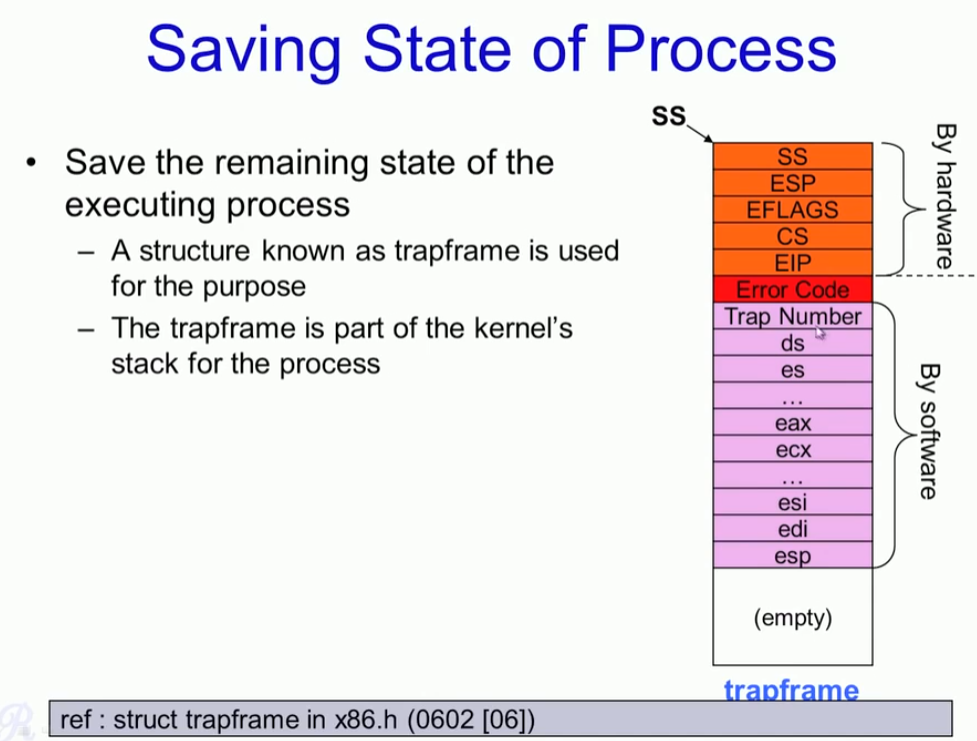 Saving State of Process
• Save the remaining state of the
executing process
– A structure known as trapframe is used
for the purpose
– The trapframe is part of the kernel's
stack for the process
SS
SS
ESP
EFLAGS
CS
EIP
Error Code
Trap Number
ds
es
...
eax
ecx
...
esi
edi
esp
(empty)
trapframe
By hardware
By software
ref : struct trapframe in x86.h (0602 [06])